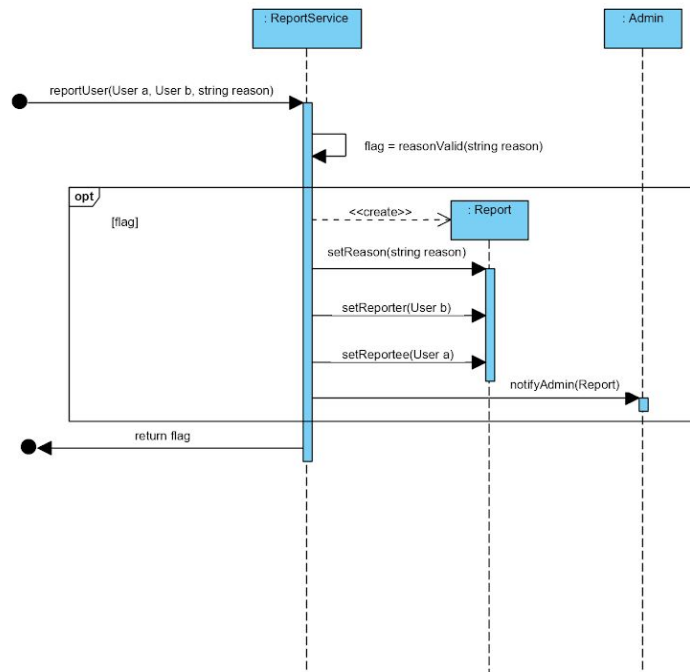 : ReportService
: Admin
reportUser(User a, User b, string reason)
flag = reasonValid(string reason)
opt
[flag]
<<create>>
: Report
setReason(string reason)
setReporter(User b)
setReportee(User a)
notifyAdmin(Report)
return flag